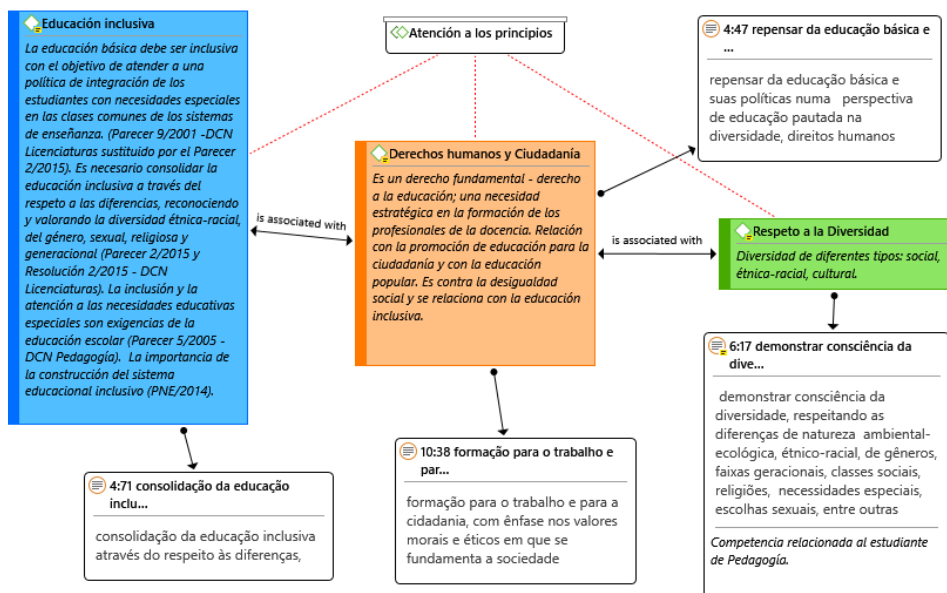 Educación inclusiva
La educación básica debe ser inclusiva
con el objetivo de atender a una
política de integración de los
estudiantes con necesidades especiales
en las clases comunes de los sistemas
de enseñanza. (Parecer 9/2001 -DCN
Licenciaturas sustituido por el Parecer
2/2015). Es necesario consolidar la
educación inclusiva a través del
respeto a las diferencias, reconociendo
y valorando la diversidad étnica-racial,
del género, sexual, religiosa y
generacional (Parecer 2/2015 y
Resolución 2/2015 - DCN
Licenciaturas). La inclusión y la
atención a las necesidades educativas
especiales son exigencias de la
educación escolar (Parecer 5/2005 -
DCN Pedagogía).  La importancia de
la construcción del sistema
educacional inclusivo (PNE/2014).
Atención a los principios
4:47 repensar da educação básica e
...
repensar da educação básica e
suas políticas numa   perspectiva
de educação pautada na
diversidade, direitos humanos
is associated with
Derechos humanos y Ciudadanía
Es un derecho fundamental - derecho
a la educación; una necesidad
estratégica en la formación de los
profesionales de la docencia. Relación
con la promoción de educación para la
ciudadanía y con la educación
popular. Es contra la desigualdad
social y se relaciona con la educación
inclusiva.
is associated with
Respeto a la Diversidad
Diversidad de diferentes tipos: social,
étnica-racial, cultural.
4:71 consolidação da educação
inclu...
consolidação da educação inclusiva
através do respeito às diferenças,
10:38 formação para o trabalho e
par...
formação para o trabalho e para a
cidadania, com ênfase nos valores
morais e éticos em que se
fundamenta a sociedade
6:17 demonstrar consciência da
dive...
demonstrar consciência da
diversidade, respeitando as
diferenças de natureza  ambiental-
ecológica, étnico-racial, de gêneros,
faixas geracionais, classes sociais,
religiões,  necessidades especiais,
escolhas sexuais, entre outras
Competencia relacionada al estudiante
de Pedagogía.